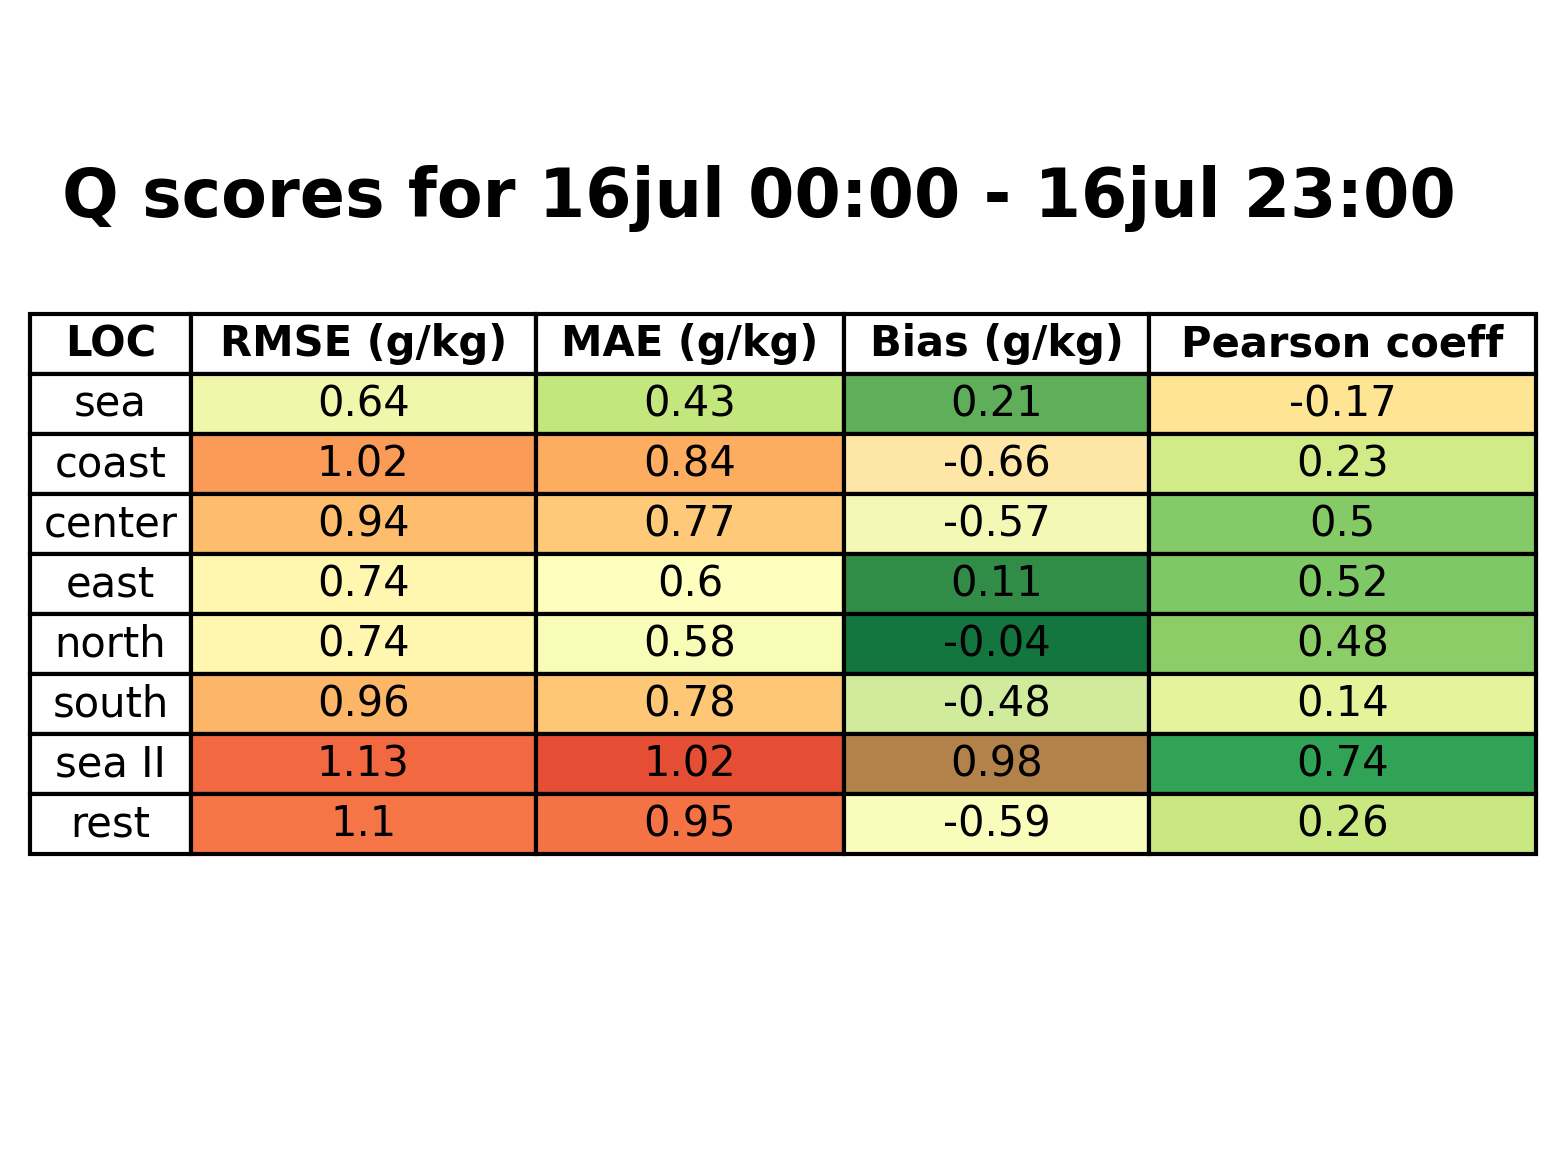 Q scores for 16jul 00:00 - 16jul 23:00
LOC RMSE (g/kg) MAE (g/kg) Bias (g/kg) Pearson coeff
sea 0.64 0.43 0.21 -0.17
coast 1.02 0.84 -0.66 0.23
center 0.94 0.77 -0.57 0.5
east 0.74 0.6 0.11 0.52
north 0.74 0.58 -0.04 0.48
south 0.96 0.78 -0.48 0.14
sea II 1.13 1.02 0.98 0.74
rest 1.1 0.95 -0.59 0.26